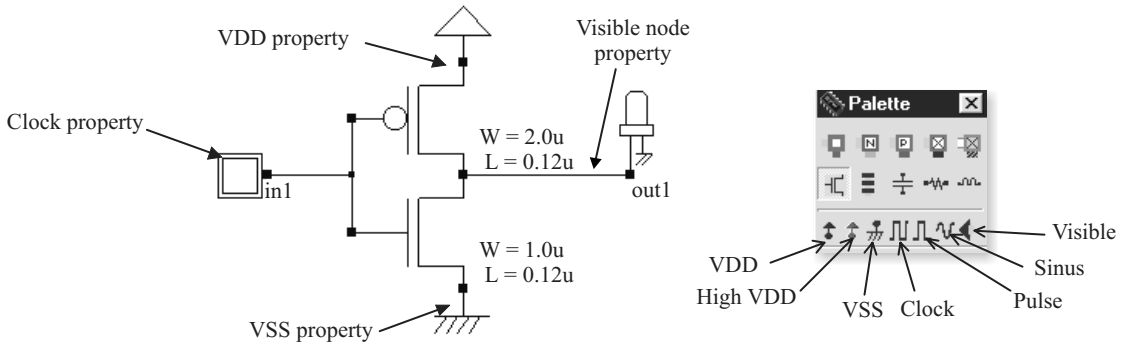 VDD property
Visible node
property
Clock property
in1
W = 2.0u
L = 0.12u
out1
W = 1.0u
L = 0.12u
VSS property
Palette
N
P
VDD
High VDD
VSS
Clock
Pulse
Sinus
Visible